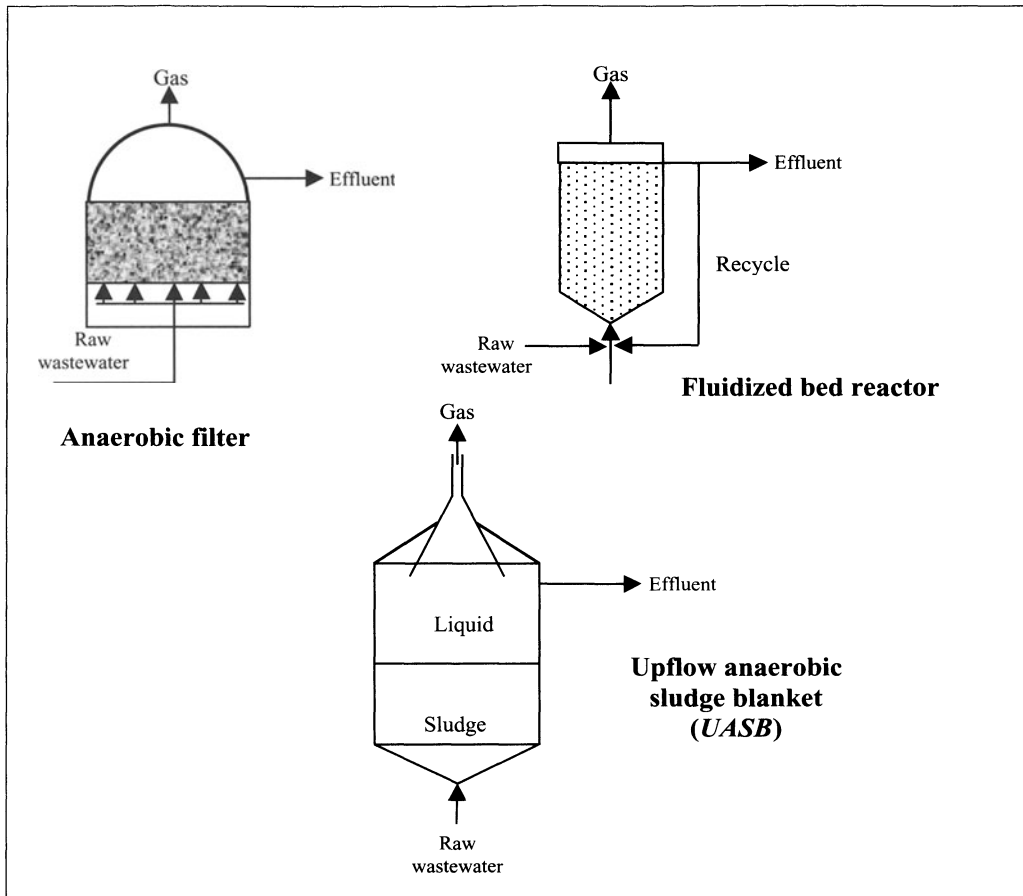 Gas
Effluent
Raw
wastewater
Anaerobic filter
Gas
Effluent
Recycle
Raw
wastewater
Fluidized bed reactor
Gas
Effluent
Liquid
Sludge
Raw
wastewater
Upflow anaerobic
sludge blanket
(UASB)